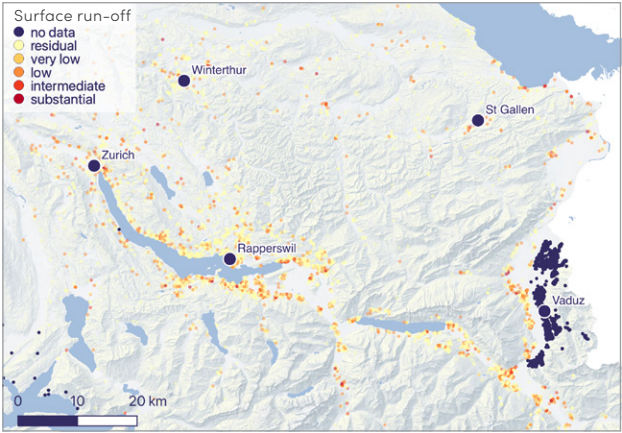 Surface run-off
no data
residual
very low
low
intermediate
substantial
Winterthur
St Gallen
Zurich
Rapperswil
Vaduz
0 10 20 km